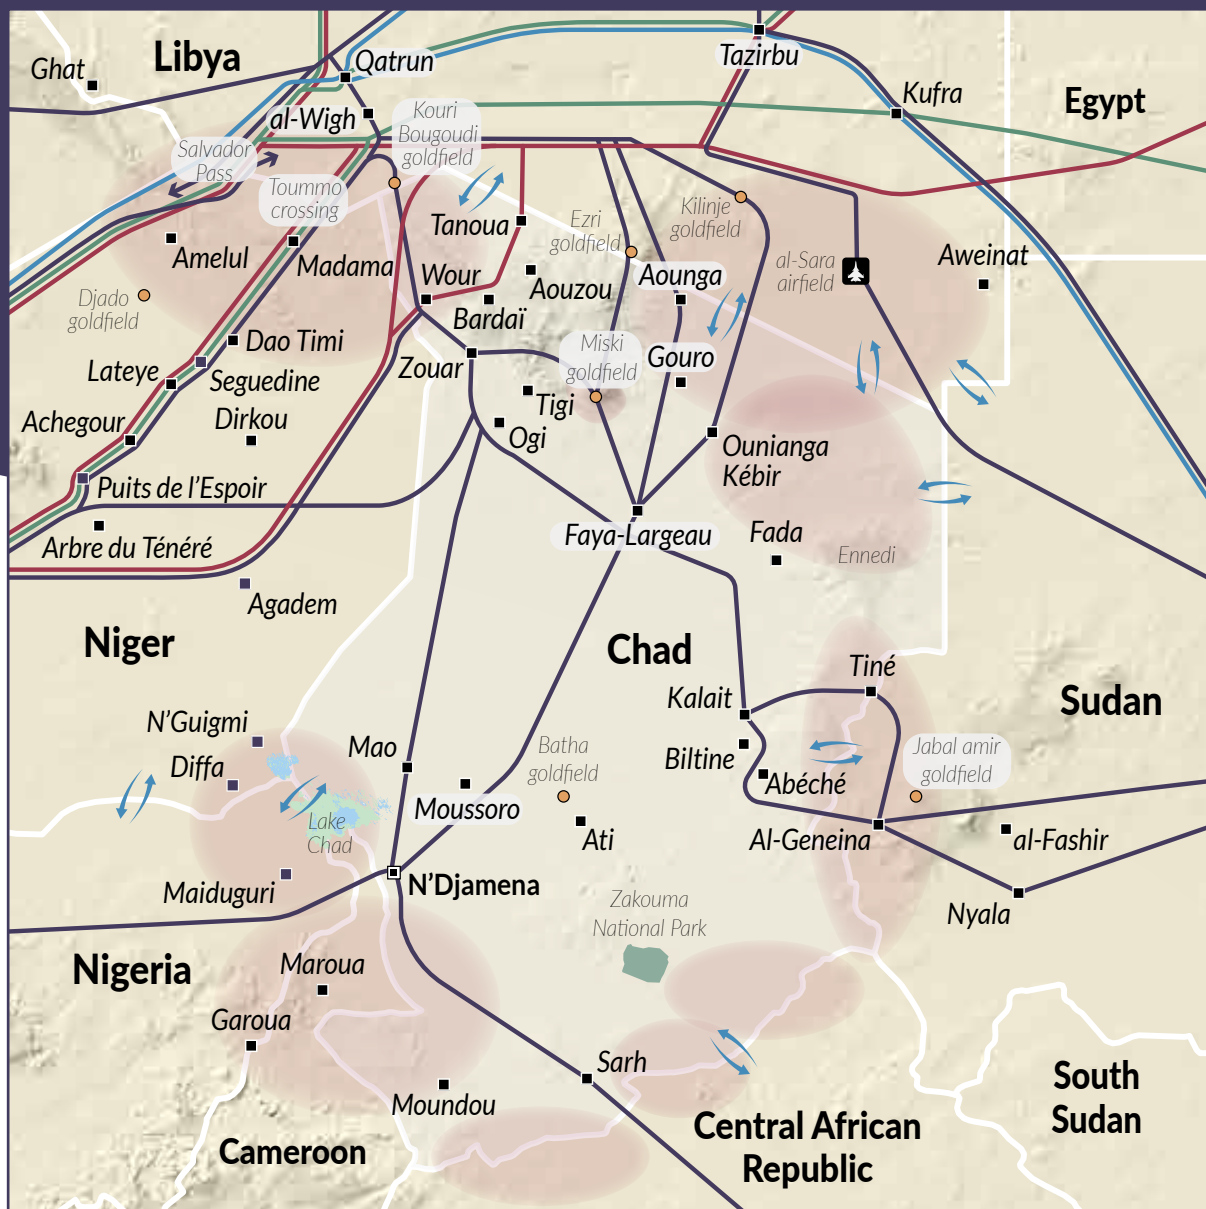 Libya
Ghat
Qatrun
Tazirbu
Kufra
Egypt
al-Wigh
Kouri
Bougoudi
goldfield
Salvador
Pass
Toummo
crossing
Tanoua
Ezri
goldfield
Kilinje
goldfield
Amelul
Madama
Wour
Aouzou
Aounga
al-Sara
airfield
Aweinat
Djado
goldfield
Bardaï
Dao Timi
Zouar
Miski
goldfield
Gouro
Lateye
Seguedine
Tigi
Achegour
Dirkou
Ogi
Ounianga
Kébir
Puits de l'Espoir
Arbre du Ténéré
Faya-Largeau
Fada
Ennedi
Agadem
Niger
Chad
Tiné
Kalait
Sudan
N'Guigmi
Diffa
Mao
Batha
goldfield
Biltine
Abéché
Jabal amir
goldfield
Moussoro
Lake
Chad
Ati
Al-Geneina
al-Fashir
Maiduguri
N'Djamena
Zakouma
National Park
Nyala
Nigeria
Maroua
Garoua
Sarh
Moundou
Cameroon
Central African
Republic
South
Sudan